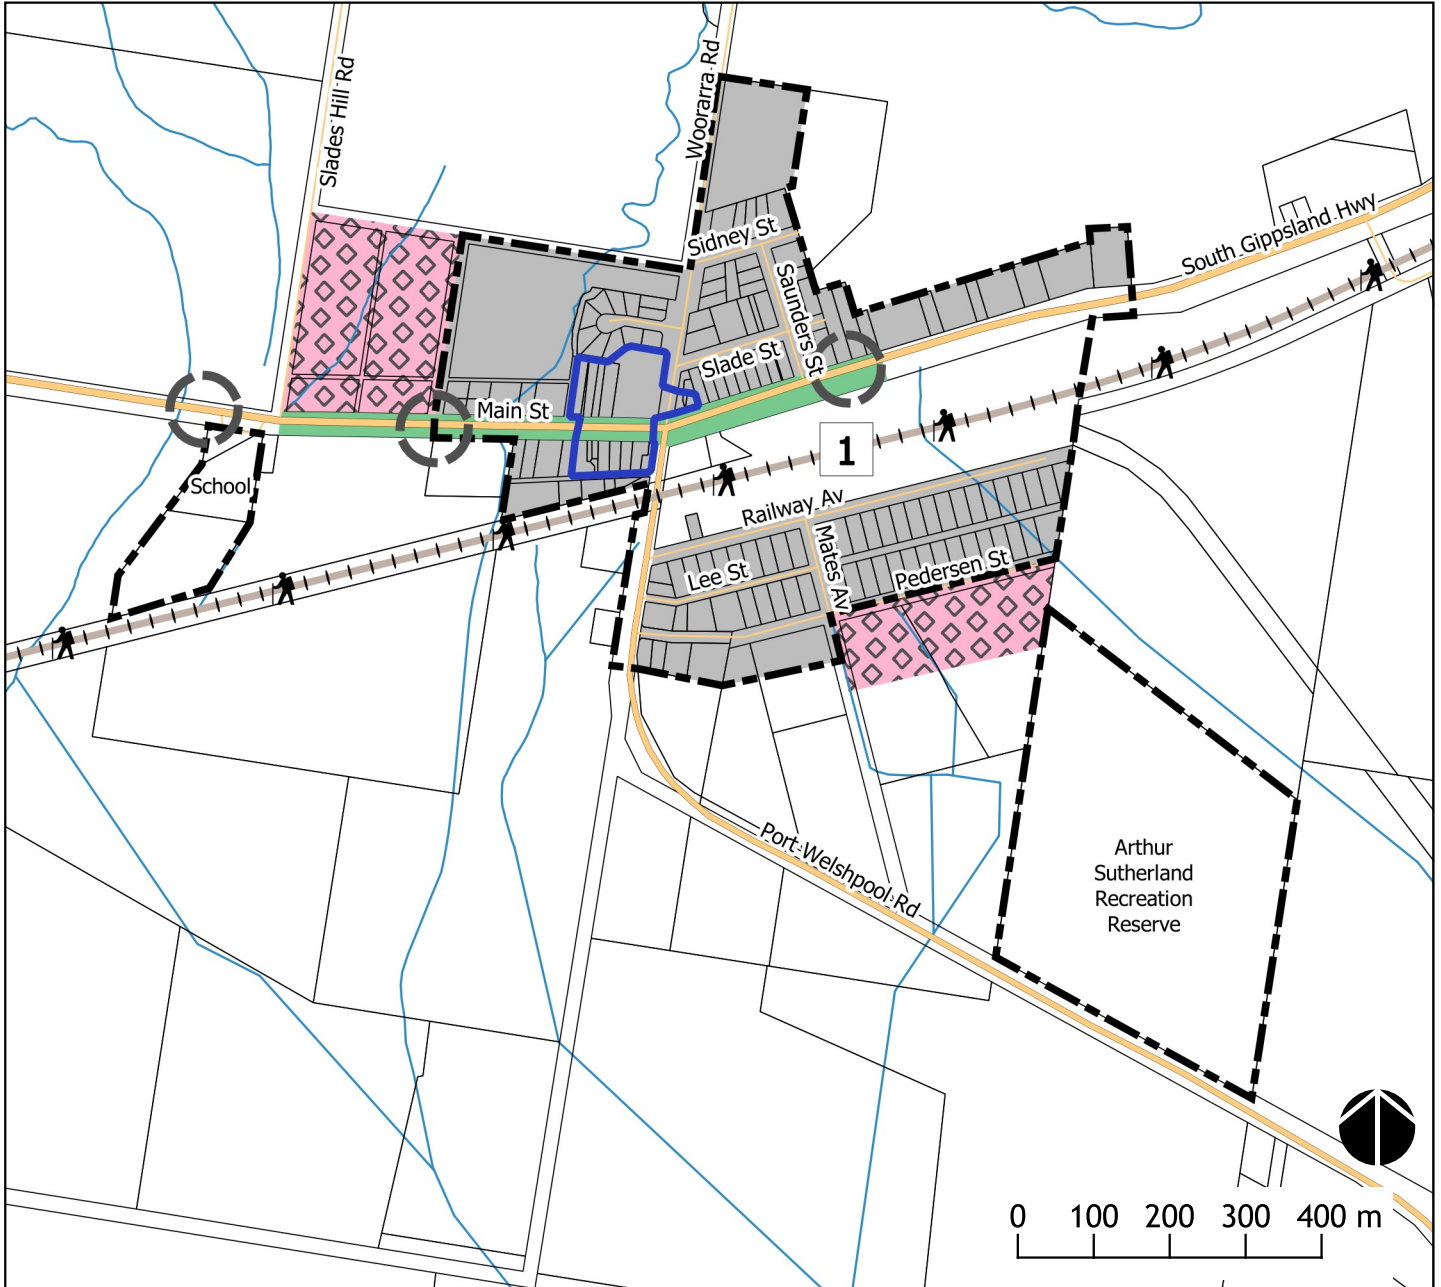 Slades Hill Rd
Woorarra Rd
Sidney St
South Gippsland Hwy
Saunders St
Slade St
Main St
1
School
Railway Av
Mates Av
Lee St
Pedersen St
Port Welshpool Rd
Arthur
Sutherland
Recreation
Reserve
0 100 200 300 400 m